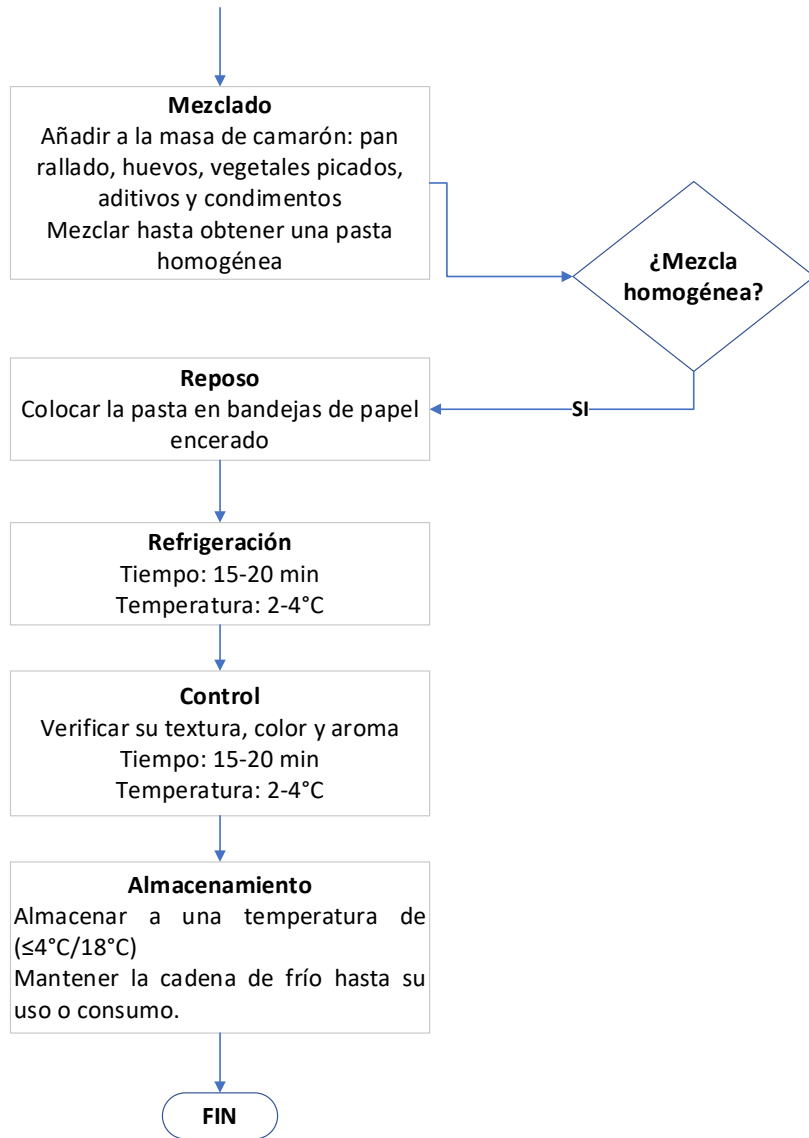 Mezclado
Añadir a la masa de camarón: pan
rallado, huevos, vegetales picados,
aditivos y condimentos
Mezclar hasta obtener una pasta
homogénea
¿Mezcla
homogénea?
SI
Reposo
Colocar la pasta en bandejas de papel
encerado
Refrigeración
Tiempo: 15-20 min
Temperatura: 2-4°C
Control
Verificar su textura, color y aroma
Tiempo: 15-20 min
Temperatura: 2-4°C
Almacenamiento
Almacenar a una temperatura de
(≤4°C/18°C)
Mantener la cadena de frío hasta su
uso o consumo.
FIN